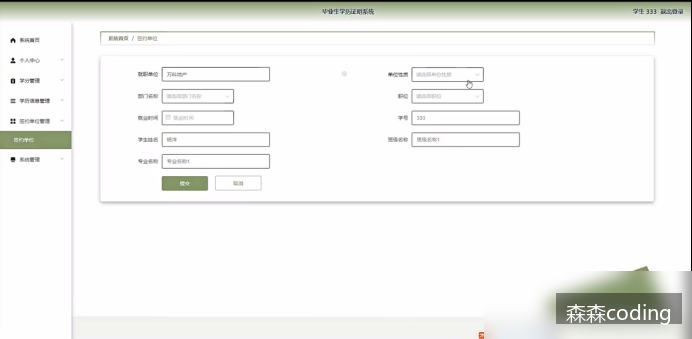 毕业生学历证明系统
学生 333 退出登录
系统首页
系统首页 / 签约单位
个人中心
学分管理
学历信息管理
签约单位管理
签约单位
系统管理
就职单位 万科地产
单位性质 请选择单位性质
部门名称 请选择部门名称
职位 请选择职位
就业时间 就业时间
学号 333
学生姓名
班级名称 班级名称1
专业名称 专业名称1
提交
取消
森森coding